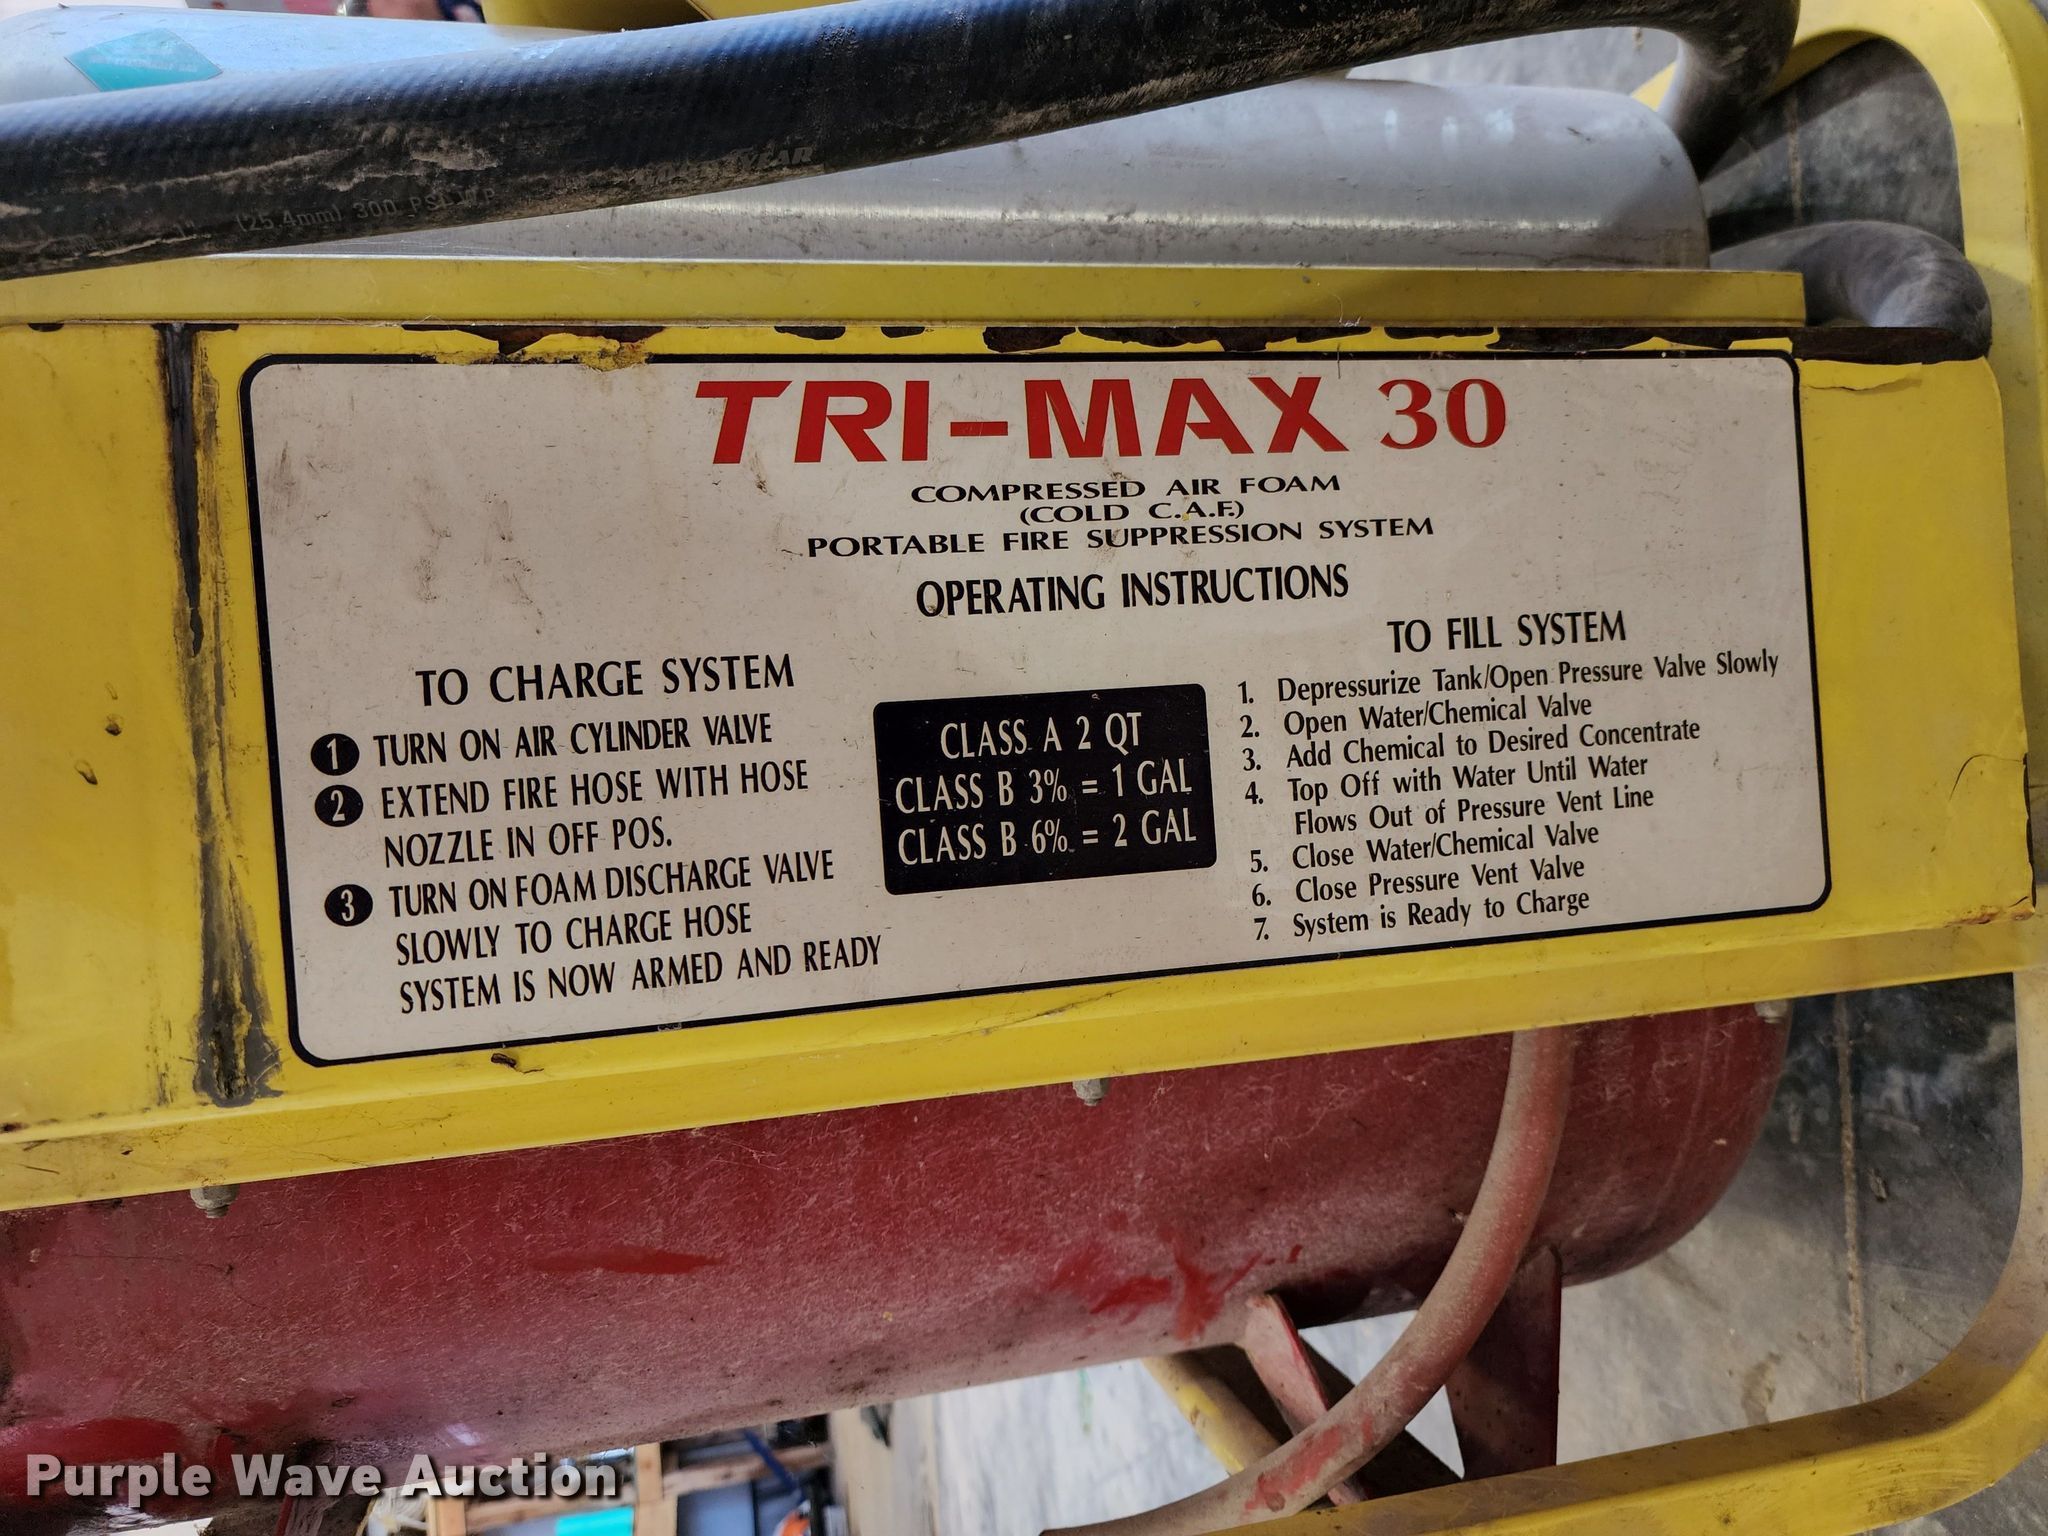 GOODYEAR
1" (25.4mm) 300 PSI W.P.
TRI-MAX 30
COMPRESSED AIR FOAM
(COLD C.A.F.)
PORTABLE FIRE SUPPRESSION SYSTEM
OPERATING INSTRUCTIONS
TO CHARGE SYSTEM
1 TURN ON AIR CYLINDER VALVE
2 EXTEND FIRE HOSE WITH HOSE
NOZZLE IN OFF POS.
3 TURN ON FOAM DISCHARGE VALVE
SLOWLY TO CHARGE HOSE
SYSTEM IS NOW ARMED AND READY
CLASS A 2 QT
CLASS B 3% = 1 GAL
CLASS B 6% = 2 GAL
TO FILL SYSTEM
1. Depressurize Tank/Open Pressure Valve Slowly
2. Open Water/Chemical Valve
3. Add Chemical to Desired Concentrate
4. Top Off with Water Until Water
Flows Out of Pressure Vent Line
5. Close Water/Chemical Valve
6. Close Pressure Vent Valve
7. System is Ready to Charge
Purple Wave Auction